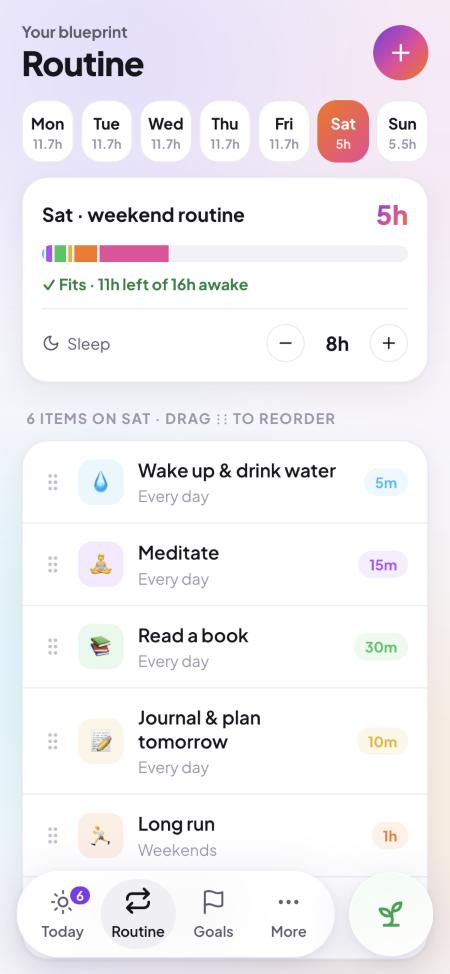 Your blueprint
Routine
Mon
11.7h
Tue
11.7h
Wed
11.7h
Thu
11.7h
Fri
11.7h
Sat
5h
Sun
5.5h
Sat · weekend routine
5h
✓ Fits · 11h left of 16h awake
Sleep
− 8h +
6 ITEMS ON SAT · DRAG ⁝⁝ TO REORDER
Wake up & drink water
Every day
5m
Meditate
Every day
15m
Read a book
Every day
30m
Journal & plan
tomorrow
Every day
10m
Long run
Weekends
1h
6
Today
Routine
Goals
More